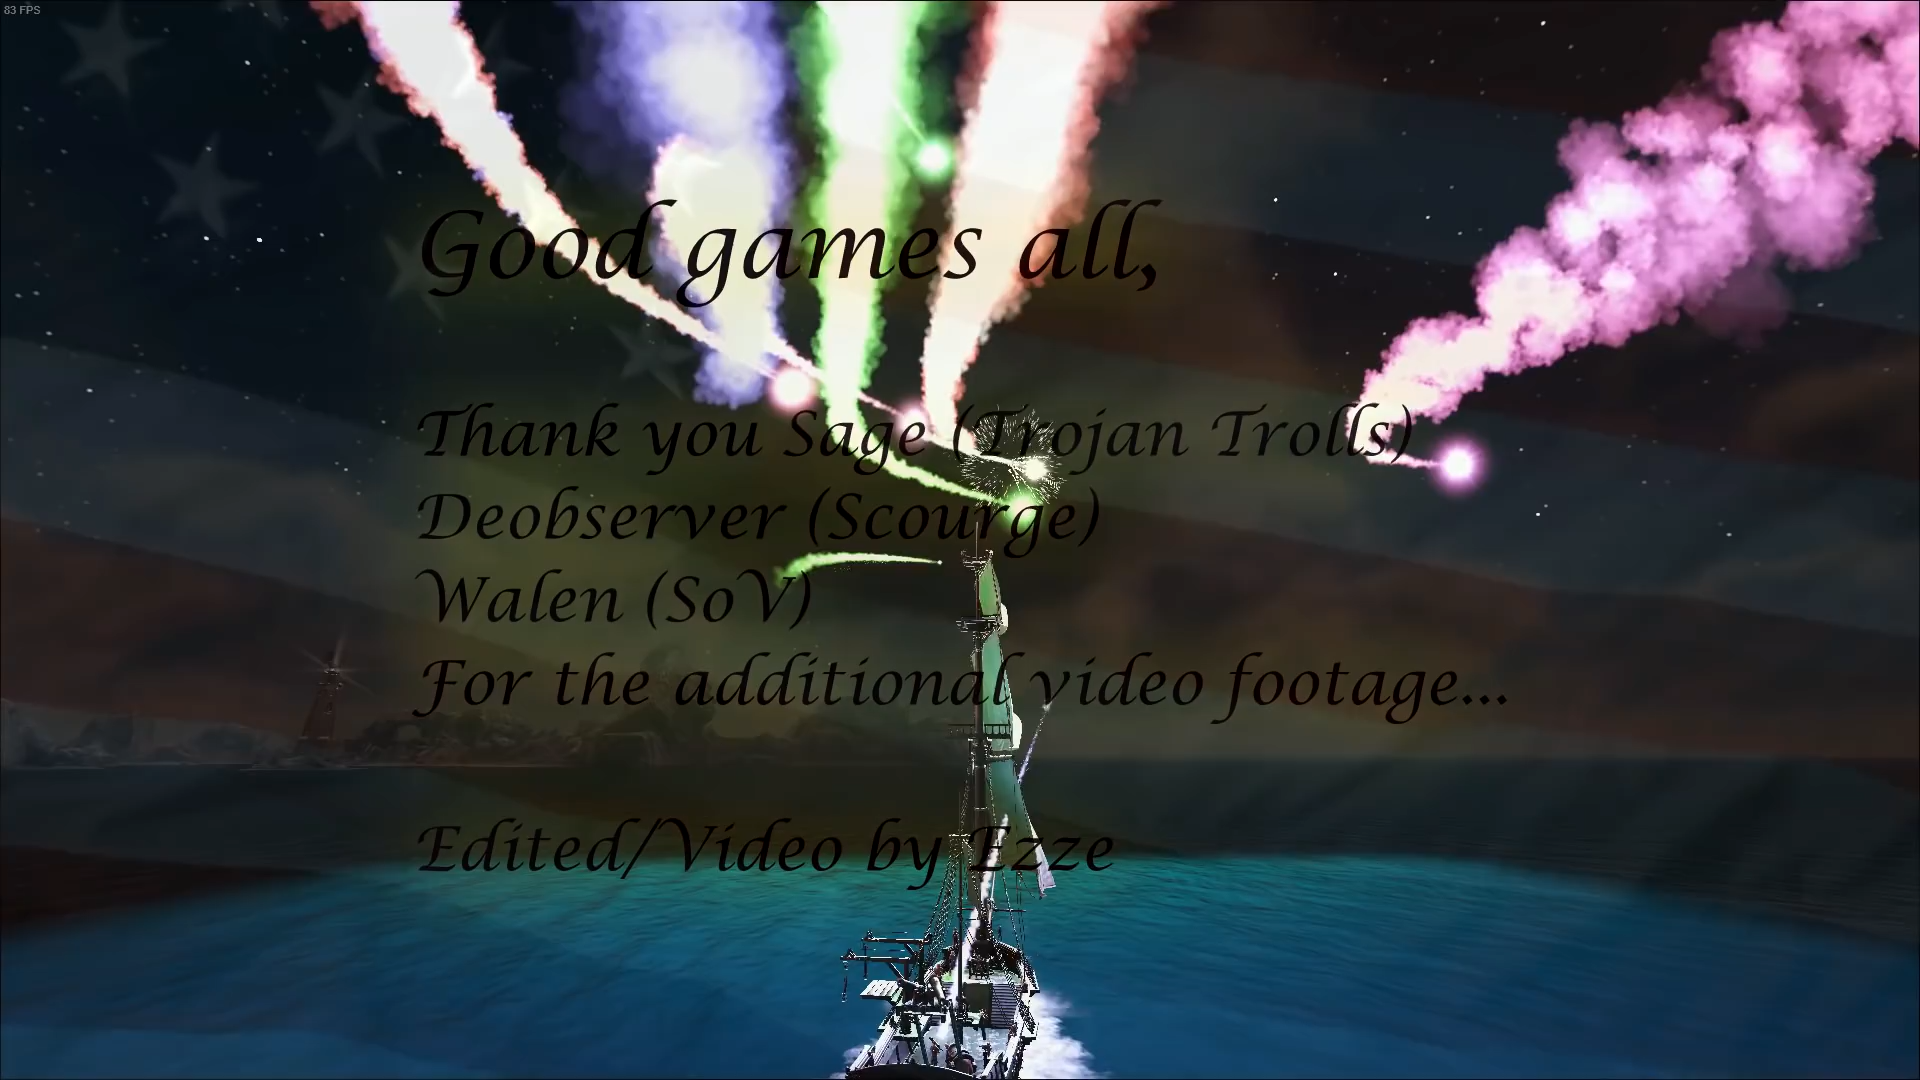 83 FPS
Good games all,
Thank you Sage (Trojan Trolls)
Deobserver (Scourge)
Walen (SoV)
For the additional video footage...
Edited/Video by Ezze